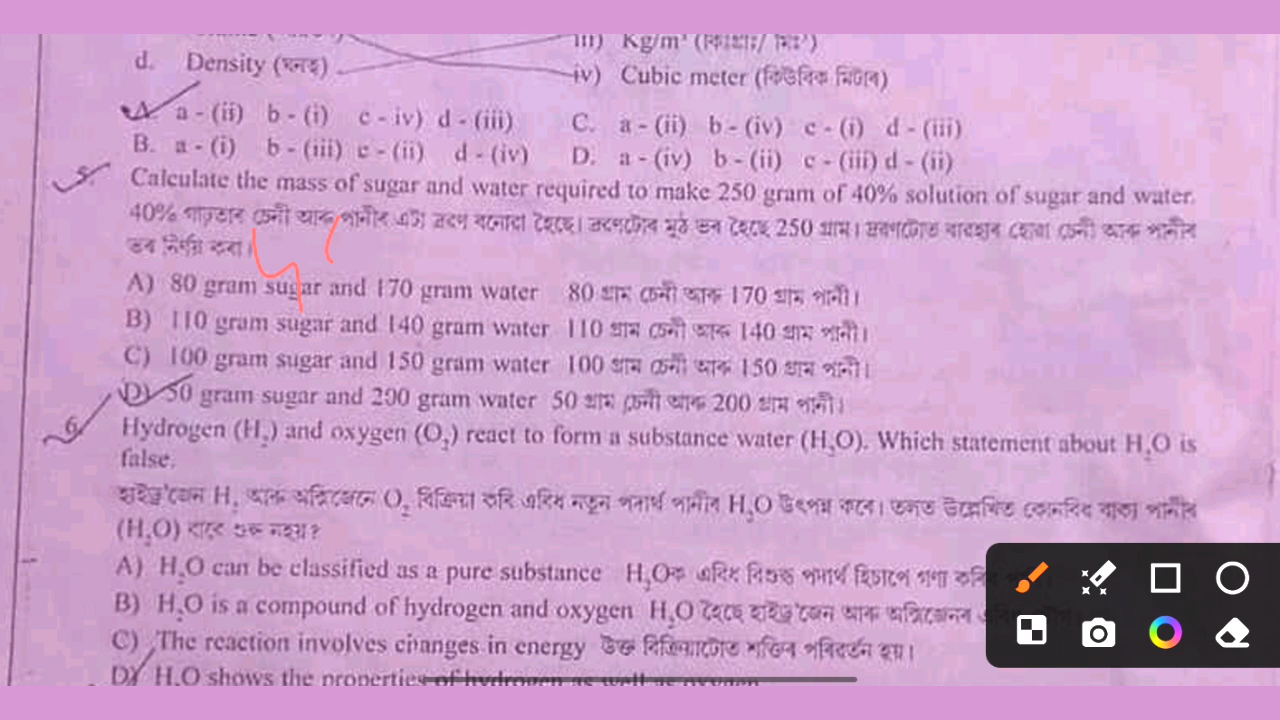 iii) Kg/m³ (কিঃগ্ৰাঃ/ মিঃ³)
d. Density (ঘনত্ব)
iv) Cubic meter (কিউবিক মিটাৰ)
A. a - (ii) b - (i) c - iv) d - (iii) C. a - (ii) b - (iv) c - (i) d - (iii)
B. a - (i) b - (iii) c - (ii) d - (iv) D. a - (iv) b - (ii) c - (iii) d - (ii)
5. Calculate the mass of sugar and water required to make 250 gram of 40% solution of sugar and water.
40% গাঢ়তাৰ চেনী আৰু পানীৰ এটা দ্ৰৱণ বনোৱা হৈছে। দ্ৰৱণটোৰ মুঠ ভৰ হৈছে 250 গ্ৰাম। দ্ৰৱণটোত ব্যৱহাৰ হোৱা চেনী আৰু পানীৰ
ভৰ নিৰ্ণয় কৰা।
A) 80 gram sugar and 170 gram water 80 গ্ৰাম চেনী আৰু 170 গ্ৰাম পানী।
B) 110 gram sugar and 140 gram water 110 গ্ৰাম চেনী আৰু 140 গ্ৰাম পানী।
C) 100 gram sugar and 150 gram water 100 গ্ৰাম চেনী আৰু 150 গ্ৰাম পানী।
D) 50 gram sugar and 200 gram water 50 গ্ৰাম চেনী আৰু 200 গ্ৰাম পানী।
6. Hydrogen (H₂) and oxygen (O₂) react to form a substance water (H₂O). Which statement about H₂O is
false.
হাইড্ৰ'জেন H₂ আৰু অক্সিজেনে O₂ বিক্ৰিয়া কৰি এবিধ নতুন পদাৰ্থ পানীৰ H₂O উৎপন্ন কৰে। তলত উল্লেখিত কোনবিধ বাক্য পানীৰ
(H₂O) বাবে শুদ্ধ নহয়?
A) H₂O can be classified as a pure substance H₂Oক এবিধ বিশুদ্ধ পদাৰ্থ হিচাপে গণ্য
B) H₂O is a compound of hydrogen and oxygen H₂O হৈছে হাইড্ৰ'জেন আৰু অক্সিজেনৰ
C) The reaction involves changes in energy উক্ত বিক্ৰিয়াটোত শক্তিৰ পৰিবৰ্তন হয়।
D) H₂O shows the properties of hydrogen as well as oxygen